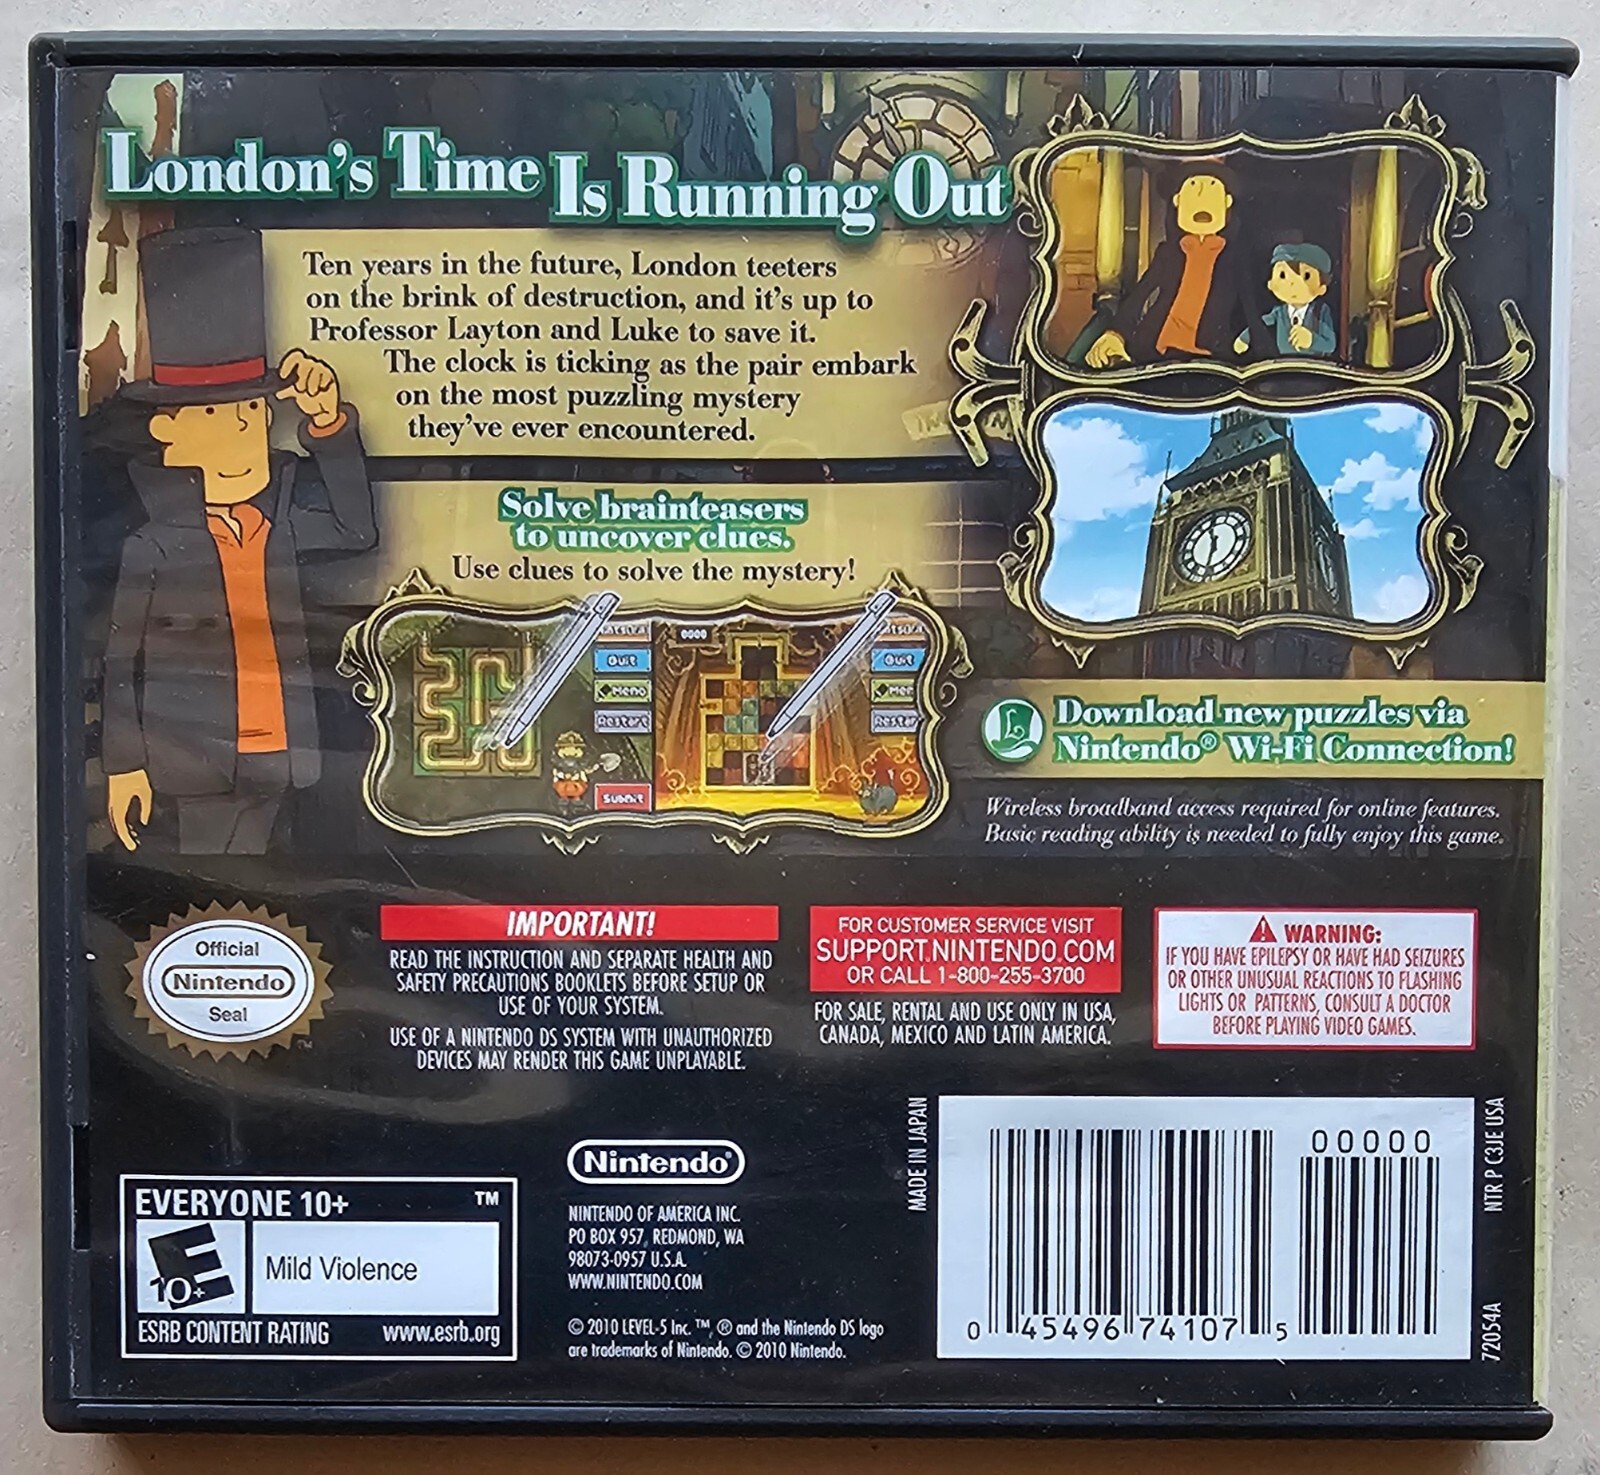 London's Time Is Running Out
Ten years in the future, London teeters
on the brink of destruction, and it's up to
Professor Layton and Luke to save it.
The clock is ticking as the pair embark
on the most puzzling mystery
they've ever encountered.
Solve brainteasers
to uncover clues.
Use clues to solve the mystery!
Quit
Memo
Restart
Submit
0000
Quit
Download new puzzles via
Nintendo® Wi-Fi Connection!
Wireless broadband access required for online features.
Basic reading ability is needed to fully enjoy this game.
Official
Nintendo
Seal
TM
IMPORTANT!
READ THE INSTRUCTION AND SEPARATE HEALTH AND
SAFETY PRECAUTIONS BOOKLETS BEFORE SETUP OR
USE OF YOUR SYSTEM.
USE OF A NINTENDO DS SYSTEM WITH UNAUTHORIZED
DEVICES MAY RENDER THIS GAME UNPLAYABLE.
FOR CUSTOMER SERVICE VISIT
SUPPORT.NINTENDO.COM
OR CALL 1-800-255-3700
FOR SALE, RENTAL AND USE ONLY IN USA,
CANADA, MEXICO AND LATIN AMERICA.
WARNING:
IF YOU HAVE EPILEPSY OR HAVE HAD SEIZURES
OR OTHER UNUSUAL REACTIONS TO FLASHING
LIGHTS OR PATTERNS, CONSULT A DOCTOR
BEFORE PLAYING VIDEO GAMES.
EVERYONE 10+ ™
E 10+
Mild Violence
ESRB CONTENT RATING www.esrb.org
Nintendo®
NINTENDO OF AMERICA INC.
PO BOX 957, REDMOND, WA
98073-0957 U.S.A.
WWW.NINTENDO.COM
© 2010 LEVEL-5 Inc. ™, ® and the Nintendo DS logo
are trademarks of Nintendo. © 2010 Nintendo.
MADE IN JAPAN
00000
0 45496 74107 5
NTR P C3JE USA
72054A